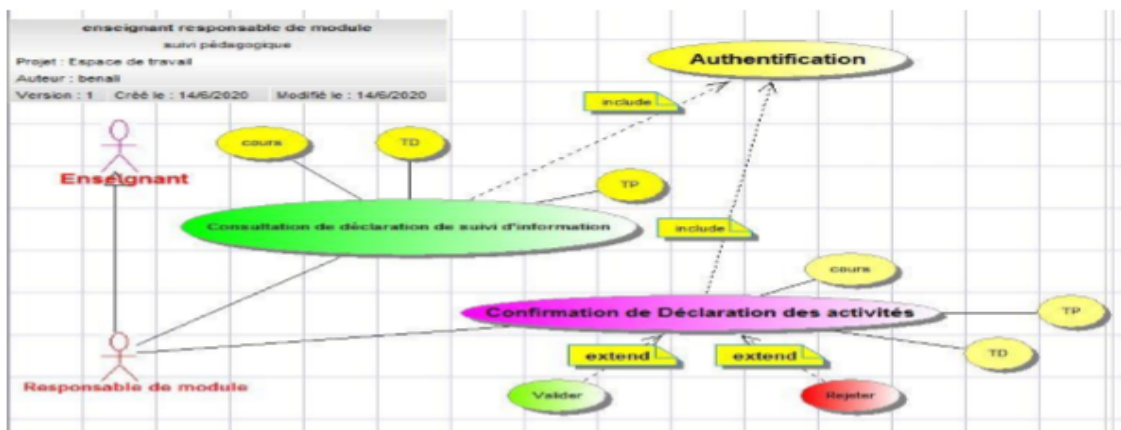 enseignant responsable de module
suivi pédagogique
Projet : Espace de travail
Auteur : benali
Version : 1 Créé le : 14/6/2020 Modifié le : 14/6/2020
Authentification
include
cours
TD
Enseignant
TP
Consultation de déclaration de suivi d'information
include
cours
Confirmation de Déclaration des activités
TP
extend
extend
TD
Responsable de module
Valider
Rejeter